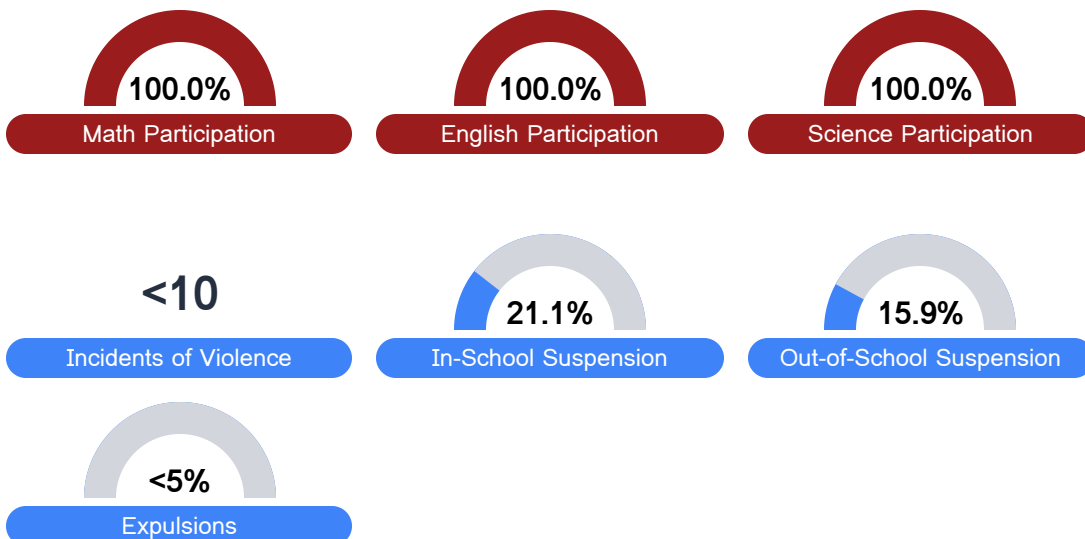 100.0%
Math Participation
100.0%
English Participation
100.0%
Science Participation
<10
Incidents of Violence
21.1%
In-School Suspension
15.9%
Out-of-School Suspension
<5%
Expulsions